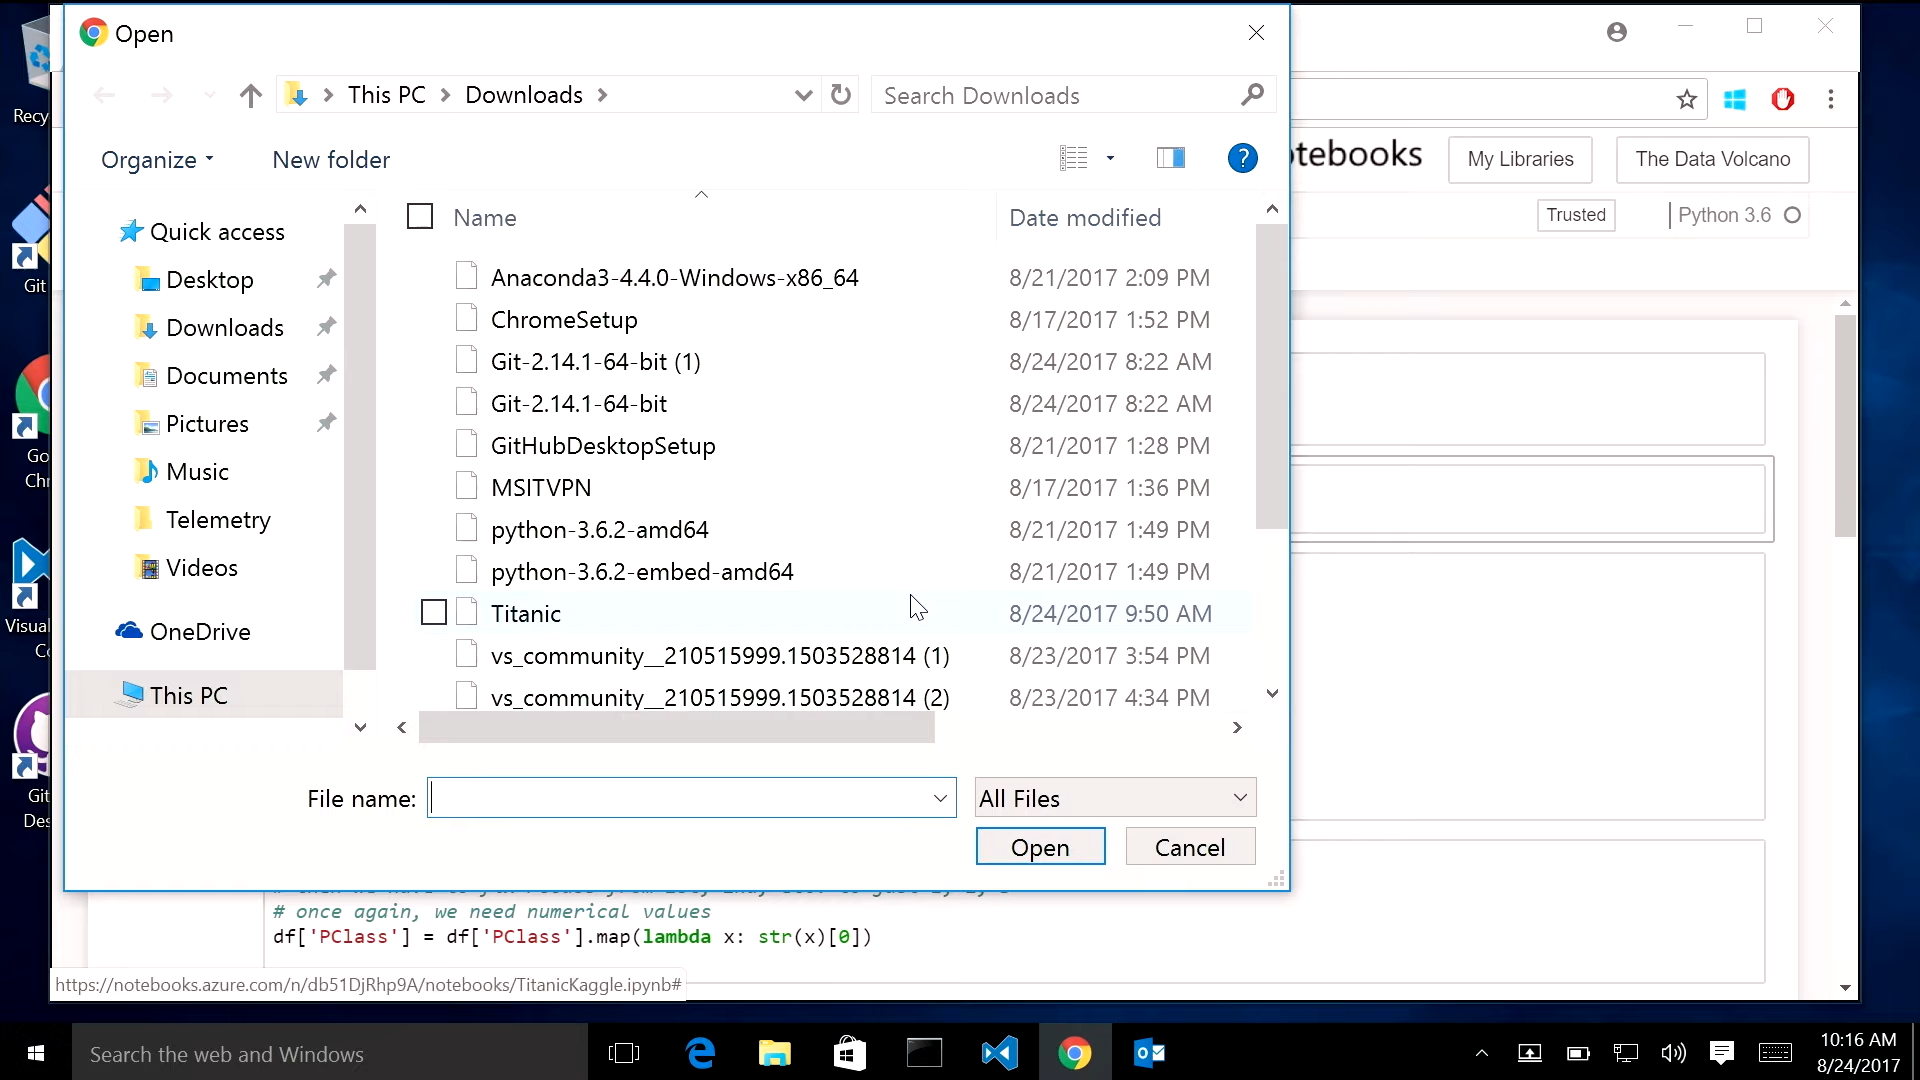 Open
This PC > Downloads >
Search Downloads
Organize
New folder
Name
Date modified
Quick access
Desktop
Downloads
Documents
Pictures
Music
Telemetry
Videos
OneDrive
This PC
Anaconda3-4.4.0-Windows-x86_64 8/21/2017 2:09 PM
ChromeSetup 8/17/2017 1:52 PM
Git-2.14.1-64-bit (1) 8/24/2017 8:22 AM
Git-2.14.1-64-bit 8/24/2017 8:22 AM
GitHubDesktopSetup 8/21/2017 1:28 PM
MSITVPN 8/17/2017 1:36 PM
python-3.6.2-amd64 8/21/2017 1:49 PM
python-3.6.2-embed-amd64 8/21/2017 1:49 PM
Titanic 8/24/2017 9:50 AM
vs_community__210515999.1503528814 (1) 8/23/2017 3:54 PM
vs_community__210515999.1503528814 (2) 8/23/2017 4:34 PM
File name:
All Files
Open
Cancel
otebooks
My Libraries
The Data Volcano
Trusted
Python 3.6
Recy
Git
Go
Chr
Visual
Co
Git
Des
# once again, we need numerical values
df['PClass'] = df['PClass'].map(lambda x: str(x)[0])
https://notebooks.azure.com/n/db51DjRhp9A/notebooks/TitanicKaggle.ipynb#
Search the web and Windows
10:16 AM
8/24/2017